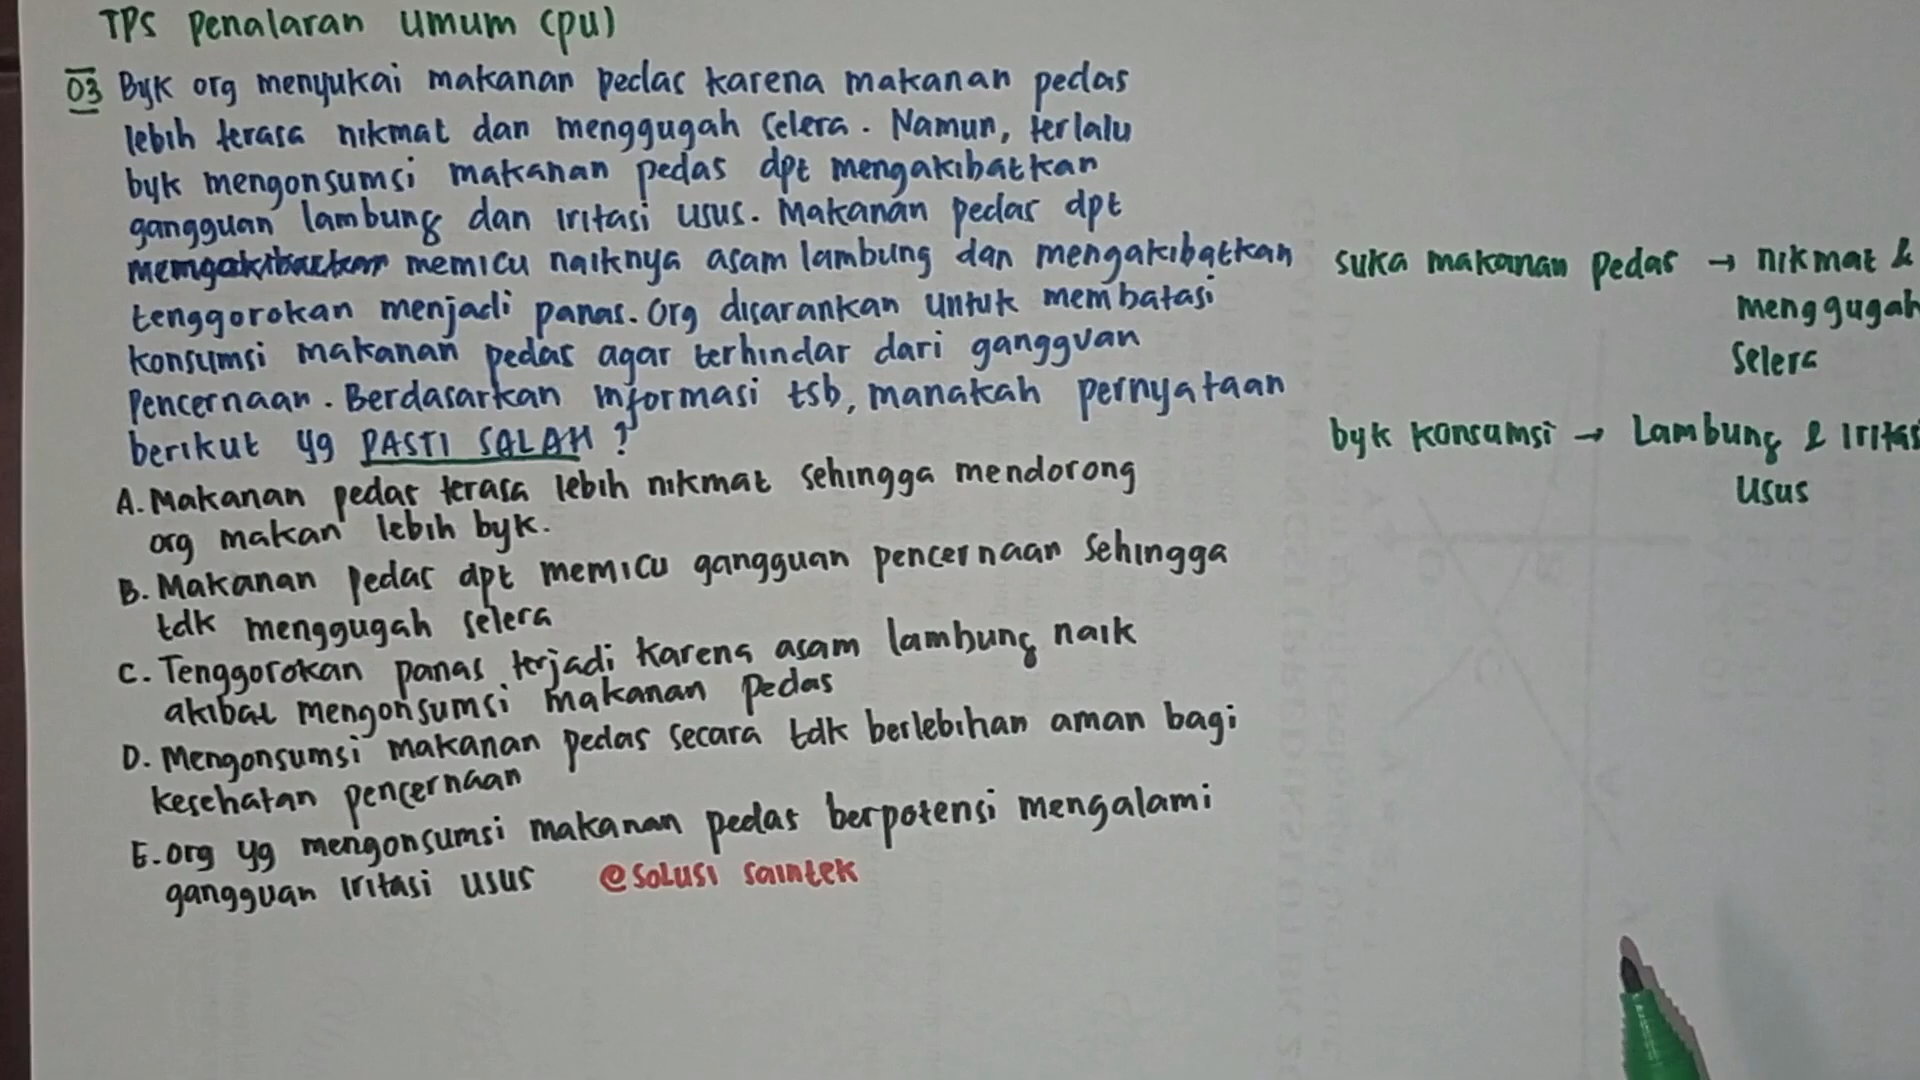 TPS Penalaran Umum (PU)
03 Byk org menyukai makanan pedas karena makanan pedas
lebih terasa nikmat dan menggugah selera. Namun, terlalu
byk mengonsumsi makanan pedas dpt mengakibatkan
gangguan lambung dan iritasi usus. Makanan pedas dpt
memicu naiknya asam lambung dan mengakibatkan
tenggorokan menjadi panas. Org disarankan untuk membatasi
konsumsi makanan pedas agar terhindar dari gangguan
Pencernaan. Berdasarkan informasi tsb, manakah pernyataan
berikut yg PASTI SALAH ?
A. Makanan pedas terasa lebih nikmat sehingga mendorong
org makan lebih byk.
B. Makanan pedas dpt memicu gangguan pencernaan sehingga
tdk menggugah selera
C. Tenggorokan panas terjadi karena asam lambung naik
akibat mengonsumsi makanan pedas
D. Mengonsumsi makanan pedas secara tdk berlebihan aman bagi
kesehatan pencernaan
E. org yg mengonsumsi makanan pedas berpotensi mengalami
gangguan iritasi usus
@solusi saintek
suka makanan pedas → nikmat &
menggugah
selera
byk konsumsi → Lambung & iritas
usus